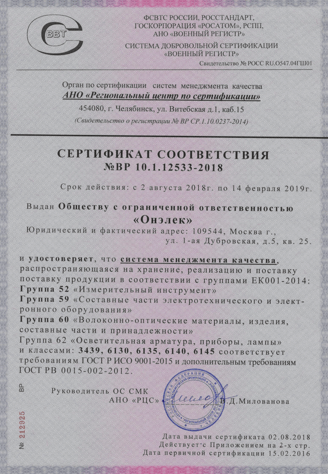 ФСВТС РОССИИ, РОССТАНДАРТ,
ГОСКОРПОРАЦИЯ «РОСАТОМ», РСПП,
АНО «ВОЕННЫЙ РЕГИСТР»
СИСТЕМА ДОБРОВОЛЬНОЙ СЕРТИФИКАЦИИ
«ВОЕННЫЙ РЕГИСТР»
Свидетельство № РОСС RU.О547.04ГШ01
Орган по сертификации систем менеджмента качества
АНО «Региональный центр по сертификации»
454080, г. Челябинск, ул. Витебская д.1, каб.15
(Свидетельство о регистрации № ВР СР.1.10.0237-2014)
СЕРТИФИКАТ СООТВЕТСТВИЯ
№ВР 10.1.12533-2018
Срок действия: с 2 августа 2018г. по 14 февраля 2019г.
Выдан Обществу с ограниченной ответственностью
«Онэлек»
Юридический и фактический адрес: 109544, Москва г.,
ул. 1-ая Дубровская, д.5, кв. 25.
и удостоверяет, что система менеджмента качества,
распространяющаяся на хранение, реализацию и поставку
поставку продукции в соответствии с группами ЕК001-2014:
Группа 52 «Измерительный инструмент»
Группа 59 «Составные части электротехнического и элект-
ронного оборудования»
Группа 60 «Волоконно-оптические материалы, изделия,
составные части и принадлежности»
Группа 62 «Осветительная арматура, приборы, лампы»
и классами: 3439, 6130, 6135, 6140, 6145 соответствует
требованиям ГОСТ Р ИСО 9001-2015 и дополнительным требованиям
ГОСТ РВ 0015-002-2012.
Руководитель ОС СМК
АНО «РЦС»
В.Д.Милованова
Дата выдачи сертификата 02.08.2018
Действует с Приложением на 2-х стр.
Дата первичной сертификации 15.02.2016
ВР
№ 212925